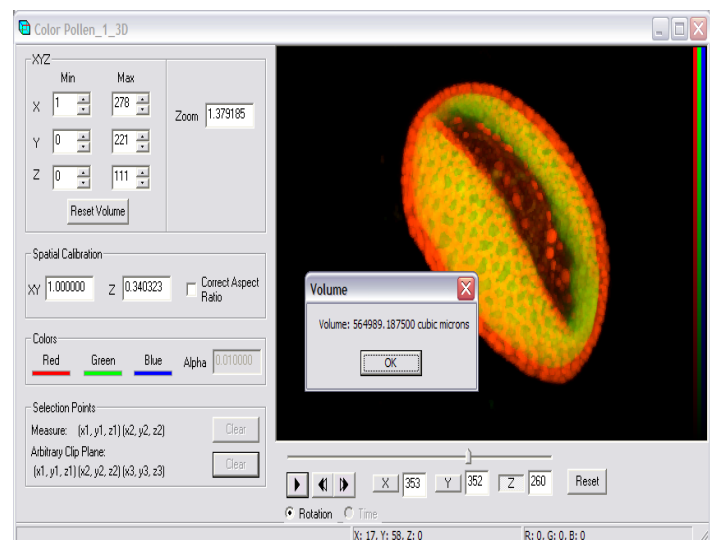 Color Pollen_1_3D
XYZ
Min Max
X 1 278
Zoom 1.379185
Y 0 221
Z 0 111
Reset Volume
Spatial Calibration
XY 1.000000 Z 0.340323 Correct Aspect
Ratio
Colors
Red Green Blue Alpha 0.010000
Selection Points
Measure: (x1, y1, z1) (x2, y2, z2) Clear
Arbitrary Clip Plane:
(x1, y1, z1) (x2, y2, z2) (x3, y3, z3) Clear
Volume
Volume: 564989.187500 cubic microns
OK
X 353 Y 352 Z 260 Reset
Rotation Time
X: 17, Y: 58, Z: 0 R: 0, G: 0, B: 0